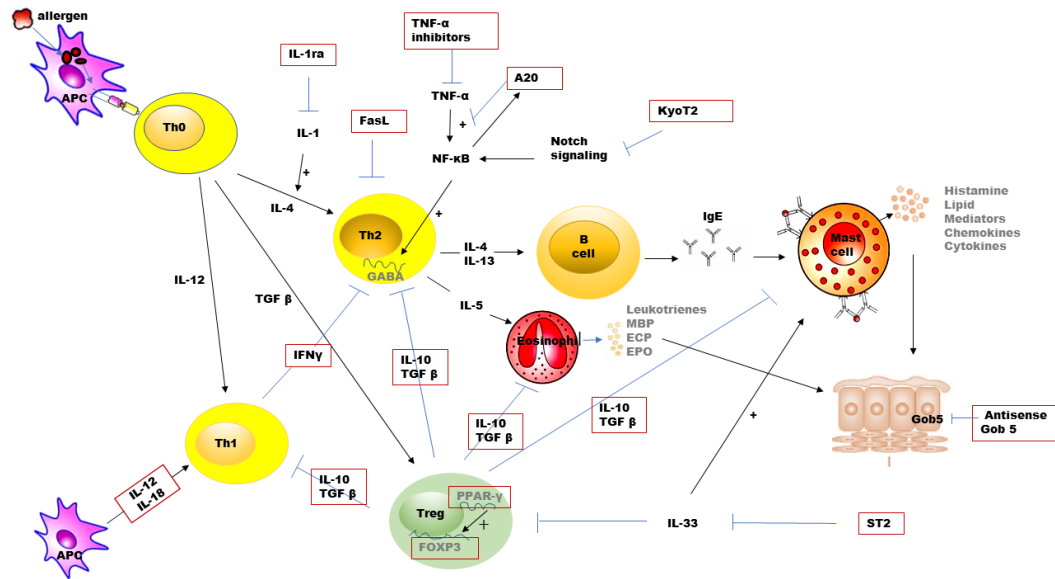 allergen
APC
Th0
IL-1ra
IL-1
+
IL-4
TNF-α
inhibitors
TNF-α
+
A20
NF-κB
FasL
Notch
signaling
KyoT2
+
Th2
GABA
IL-4
IL-13
B
cell
IgE
Mast
cell
Histamine
Lipid
Mediators
Chemokines
Cytokines
IL-12
TGF β
IL-5
Eosinophil
Leukotrienes
MBP
ECP
EPO
IFNγ
IL-10
TGF β
IL-10
TGF β
IL-10
TGF β
+
Gob5
Antisense
Gob 5
Th1
IL-12
IL-18
APC
IL-10
TGF β
Treg
PPAR-γ
+
FOXP3
IL-33
ST2